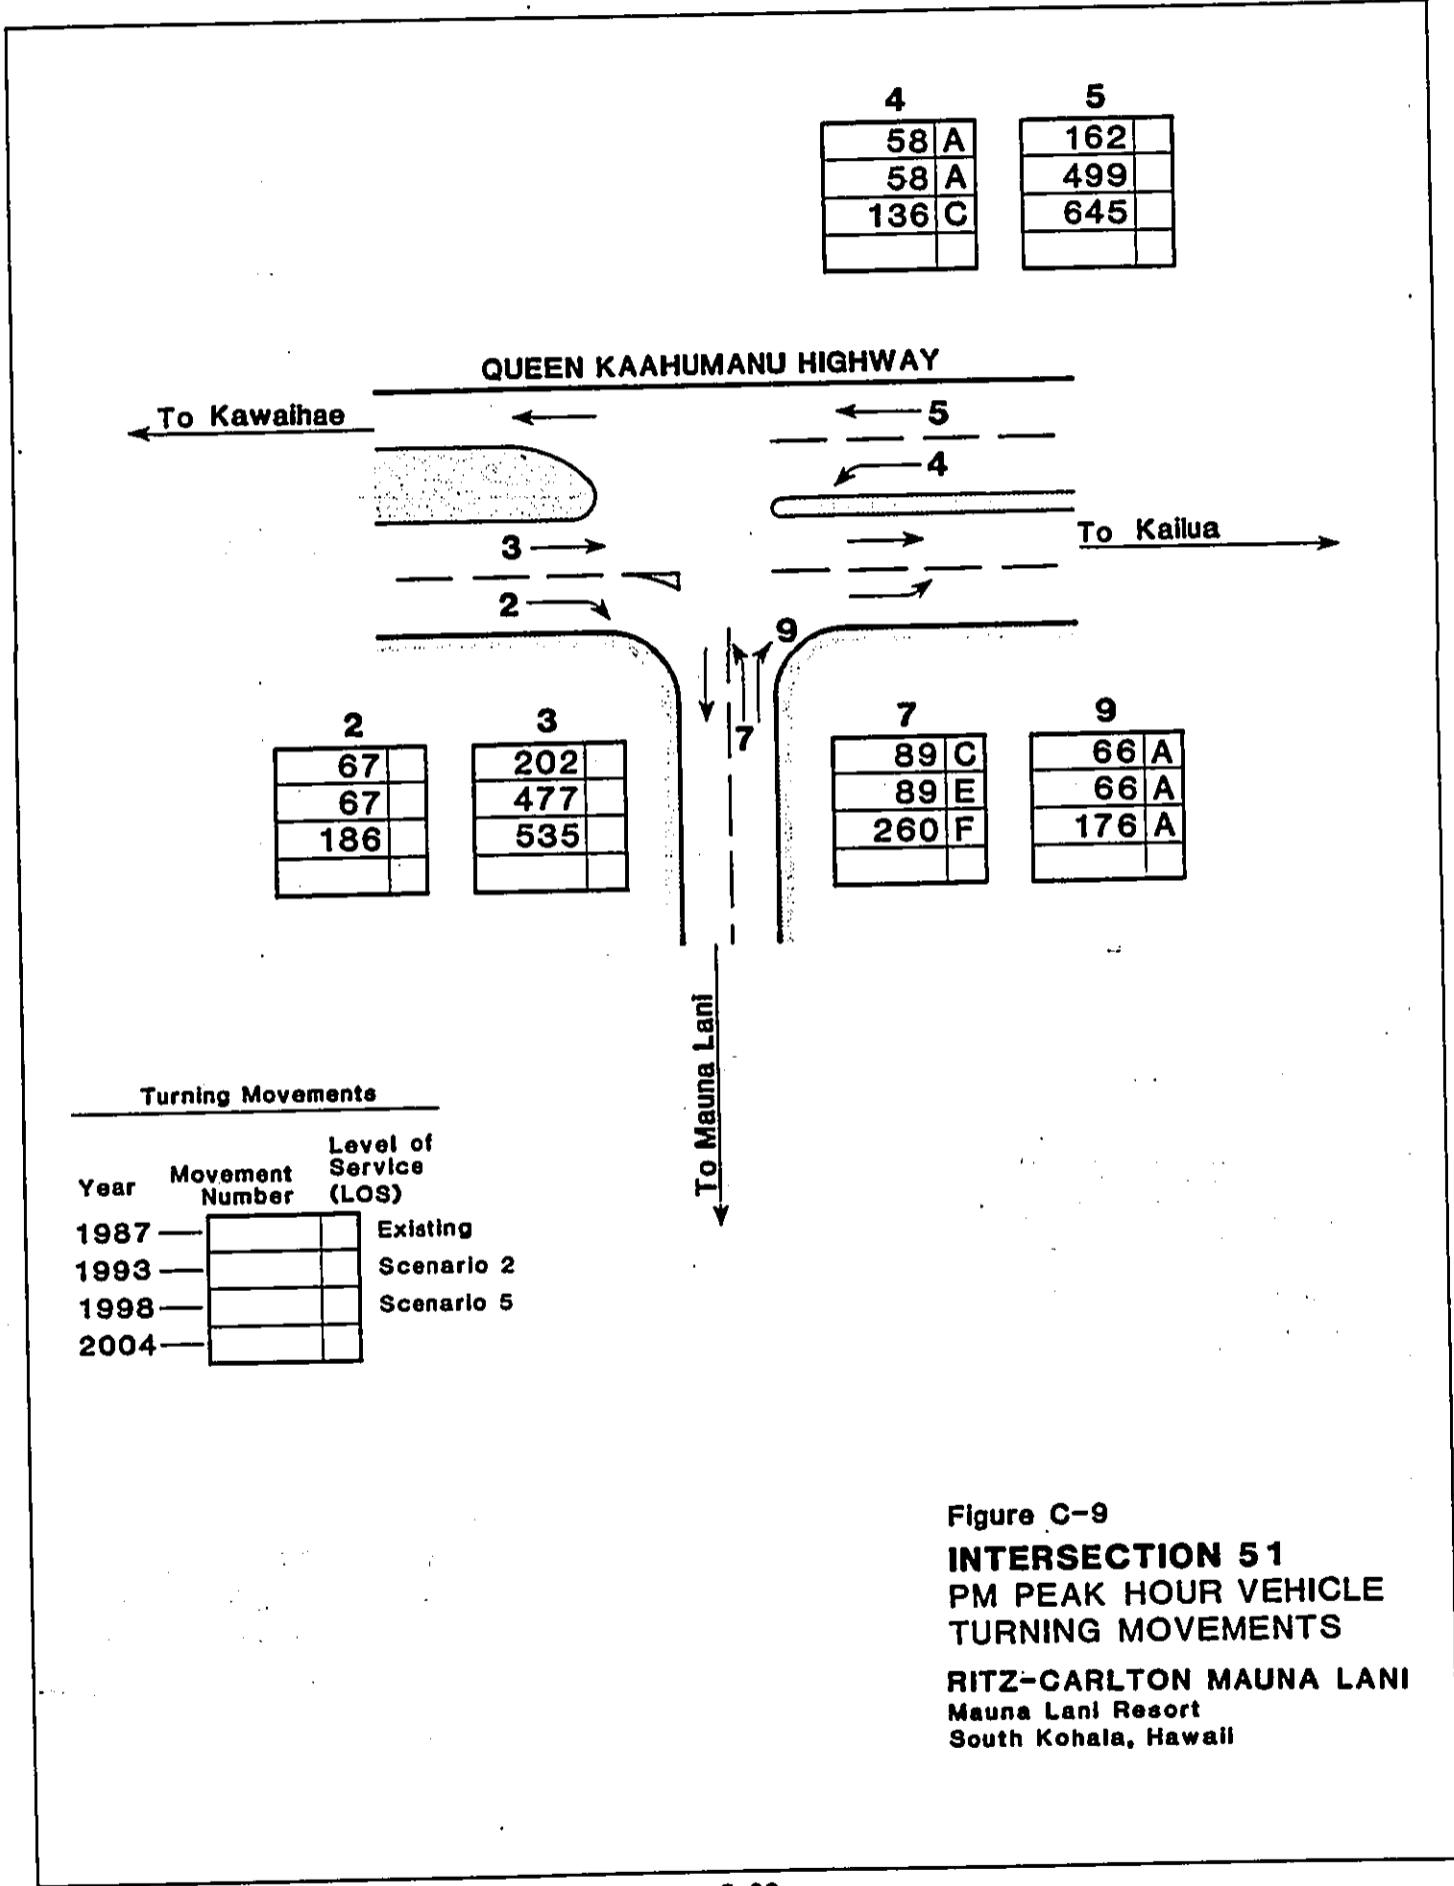 4 5
58 A 162
58 A 499
136 C 645
QUEEN KAAHUMANU HIGHWAY
To Kawaihae
5
4
To Kailua
3
2
9
7
2 3 7 9
67 202 89 C 66 A
67 477 89 E 66 A
186 535 260 F 176 A
To Mauna Lani
Turning Movements
Year Movement Number Level of Service (LOS)
1987 Existing
1993 Scenario 2
1998 Scenario 5
2004
Figure C-9
INTERSECTION 51
PM PEAK HOUR VEHICLE
TURNING MOVEMENTS
RITZ-CARLTON MAUNA LANI
Mauna Lani Resort
South Kohala, Hawaii